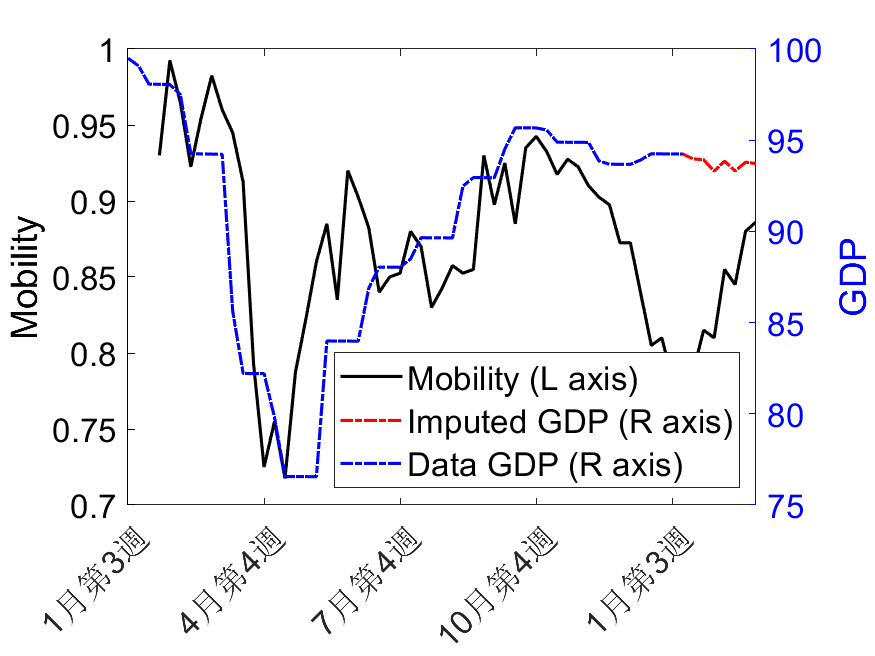 1
0.95
0.9
0.85
0.8
0.75
0.7
Mobility
100
95
90
85
80
75
GDP
Mobility (L axis)
Imputed GDP (R axis)
Data GDP (R axis)
1月第3週
4月第4週
7月第4週
10月第4週
1月第3週